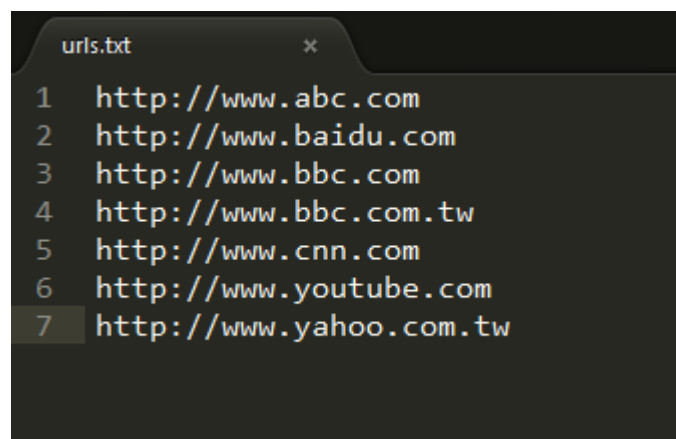 urls.txt ×
1 http://www.abc.com
2 http://www.baidu.com
3 http://www.bbc.com
4 http://www.bbc.com.tw
5 http://www.cnn.com
6 http://www.youtube.com
7 http://www.yahoo.com.tw